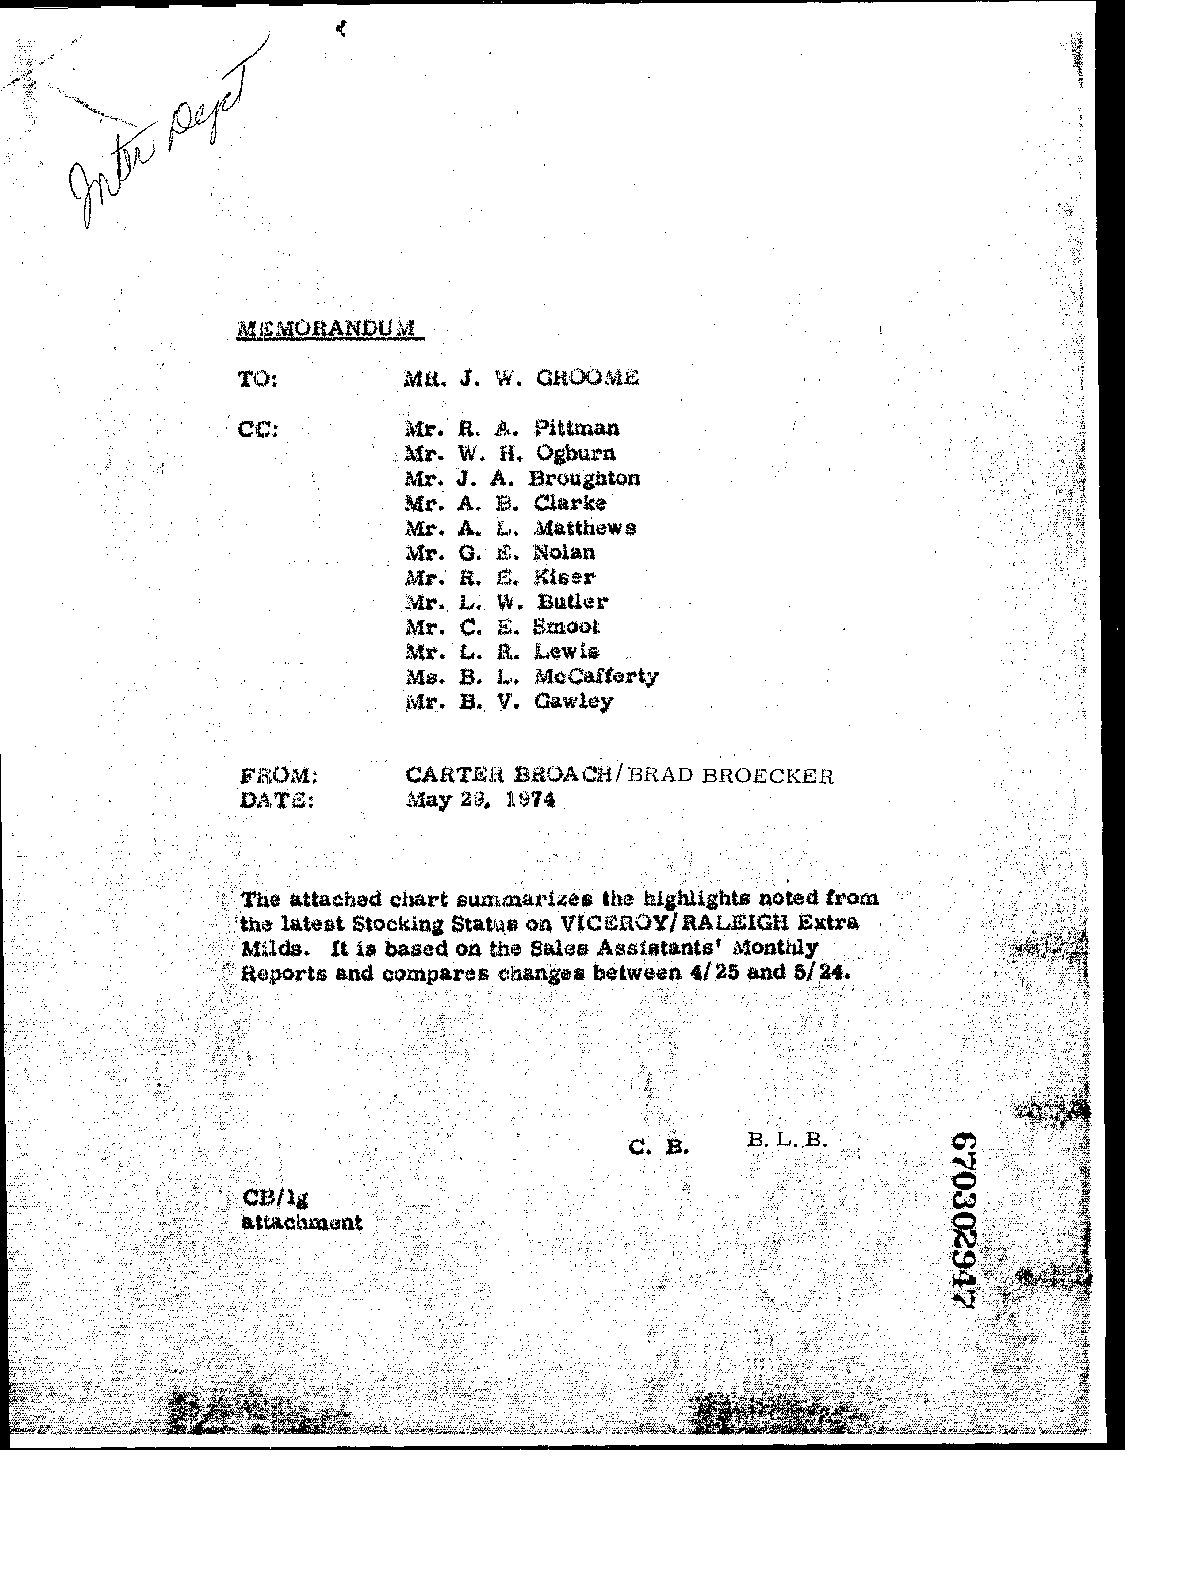 Inter Dept
MEMORANDUM
TO: MR. J. W. GROOME
CC: Mr. R. A. Pittman
Mr. W. H. Ogburn
Mr. J. A. Broughton
Mr. A. B. Clarke
Mr. A. L. Matthews
Mr. G. E. Nolan
Mr. R. E. Kiser
Mr. L. W. Butler
Mr. C. E. Smoot
Mr. L. R. Lewis
Ms. B. L. McCafferty
Mr. B. V. Gawley
FROM: CARTER BROACH/BRAD BROECKER
DATE: May 1974
The attached chart summarizes the highlights noted from
the latest Stocking Status on VICEROY/RALEIGH Extra
Milds. It is based on the Sales Assistants' Monthly
Reports and compares changes between 4/25 and 5/24.
C. B. B. L. B.
CB/lg
attachment
670302947